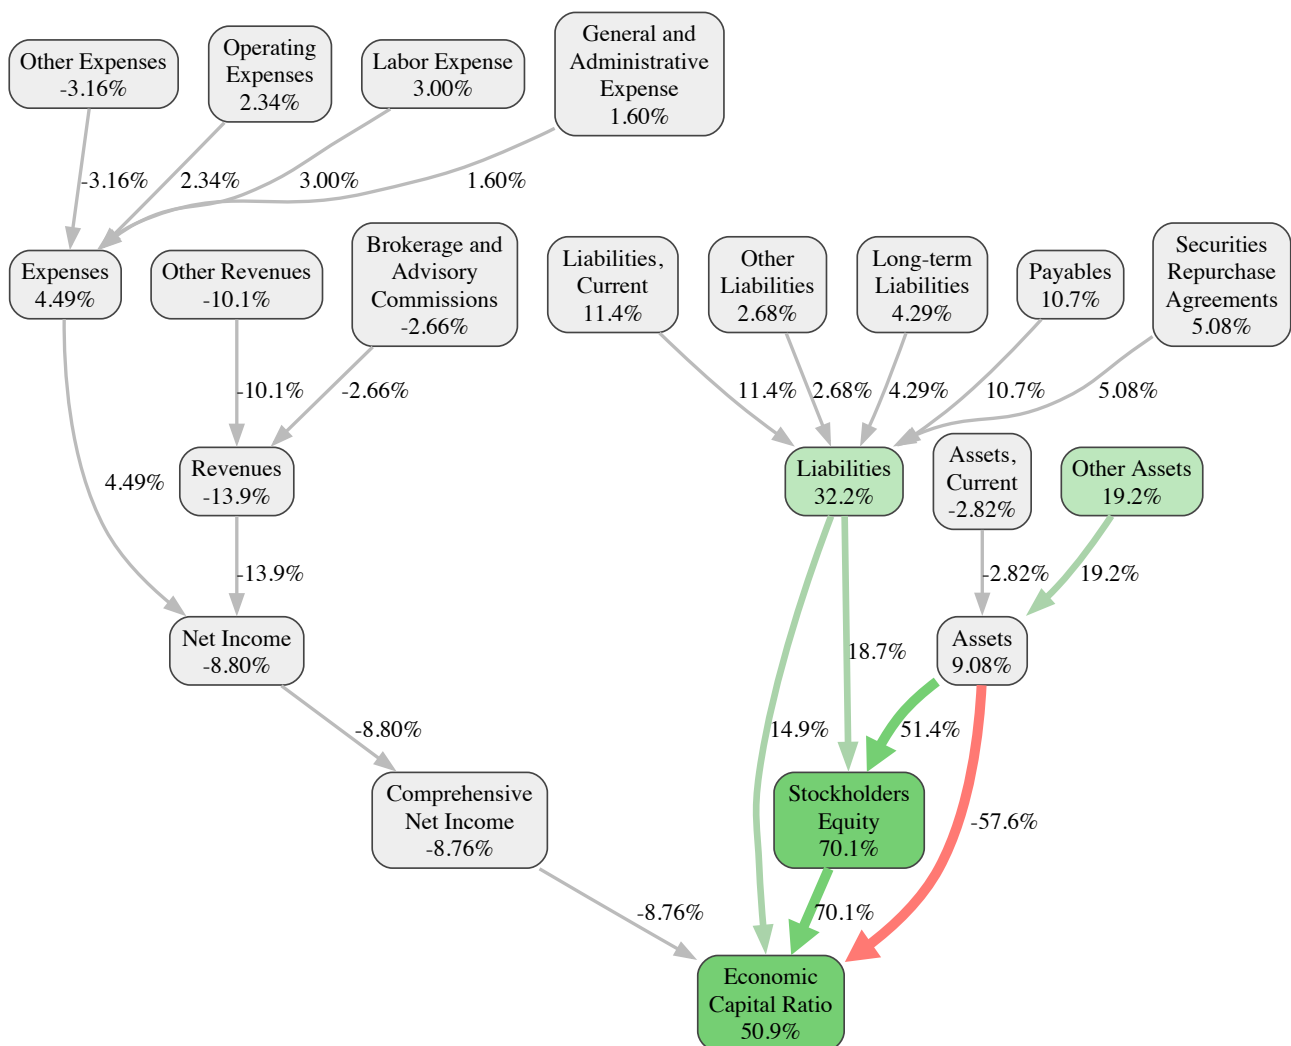 Other Expenses
-3.16%
Operating
Expenses
2.34%
Labor Expense
3.00%
General and
Administrative
Expense
1.60%
-3.16%
2.34%
3.00%
1.60%
Expenses
4.49%
Other Revenues
-10.1%
Brokerage and
Advisory
Commissions
-2.66%
Liabilities,
Current
11.4%
Other
Liabilities
2.68%
Long-term
Liabilities
4.29%
Payables
10.7%
Securities
Repurchase
Agreements
5.08%
-10.1%
-2.66%
11.4%
2.68%
4.29%
10.7%
5.08%
4.49%
Revenues
-13.9%
Liabilities
32.2%
Assets,
Current
-2.82%
Other Assets
19.2%
-13.9%
-2.82%
19.2%
Net Income
-8.80%
18.7%
Assets
9.08%
-8.80%
14.9%
51.4%
Comprehensive
Net Income
-8.76%
Stockholders
Equity
70.1%
-57.6%
-8.76%
70.1%
Economic
Capital Ratio
50.9%